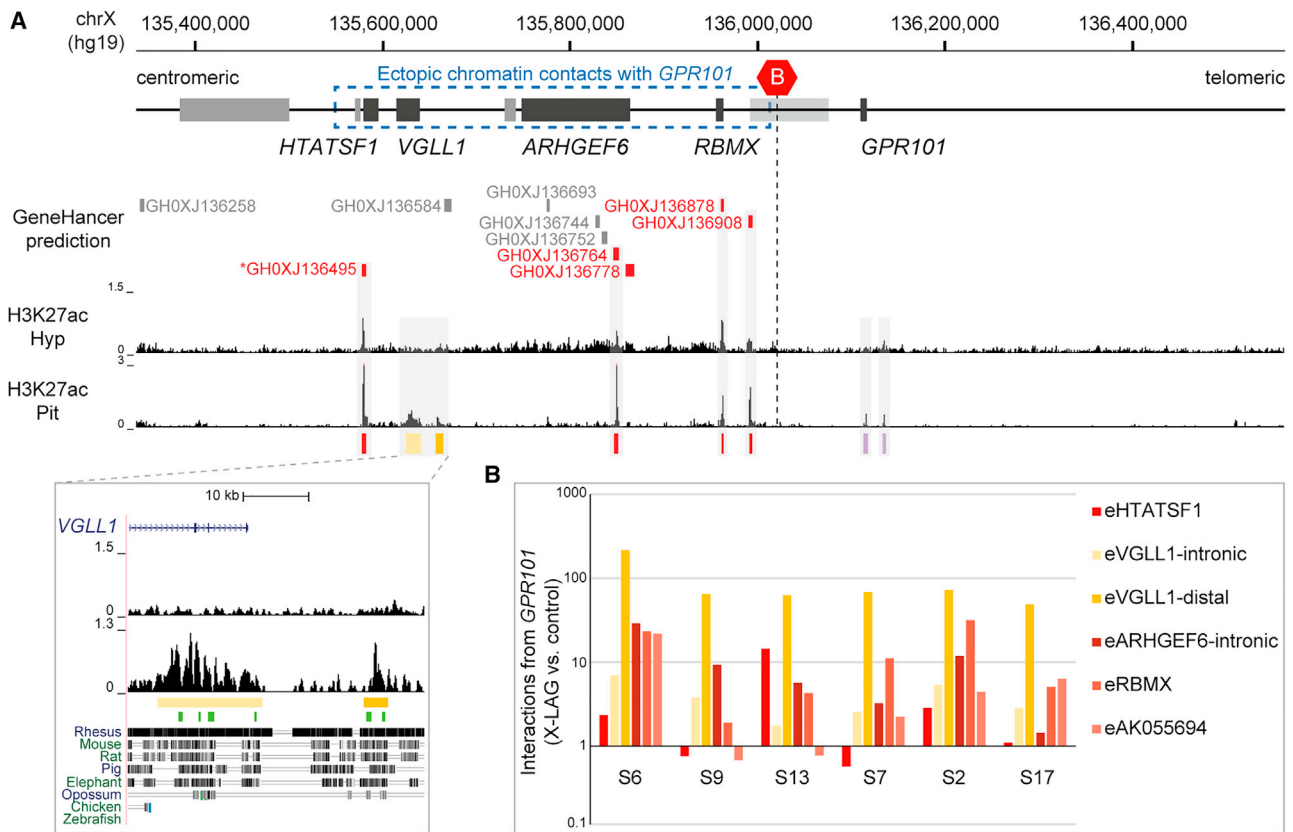 A
chrX
(hg19)
135,400,000 135,600,000 135,800,000 136,000,000 136,200,000 136,400,000
centromeric
Ectopic chromatin contacts with GPR101
B
telomeric
HTATSF1 VGLL1 ARHGEF6 RBMX GPR101
GeneHancer
prediction
GH0XJ136258
GH0XJ136584
GH0XJ136693
GH0XJ136744
GH0XJ136752
GH0XJ136764
GH0XJ136778
GH0XJ136878
GH0XJ136908
*GH0XJ136495
1.5
H3K27ac
Hyp
0
3
H3K27ac
Pit
0
10 kb
VGLL1
1.5
0
1.3
0
Rhesus
Mouse
Rat
Pig
Elephant
Opossum
Chicken
Zebrafish
B
Interactions from GPR101
(X-LAG vs. control)
1000
100
10
1
0.1
S6 S9 S13 S7 S2 S17
eHTATSF1
eVGLL1-intronic
eVGLL1-distal
eARHGEF6-intronic
eRBMX
eAK055694